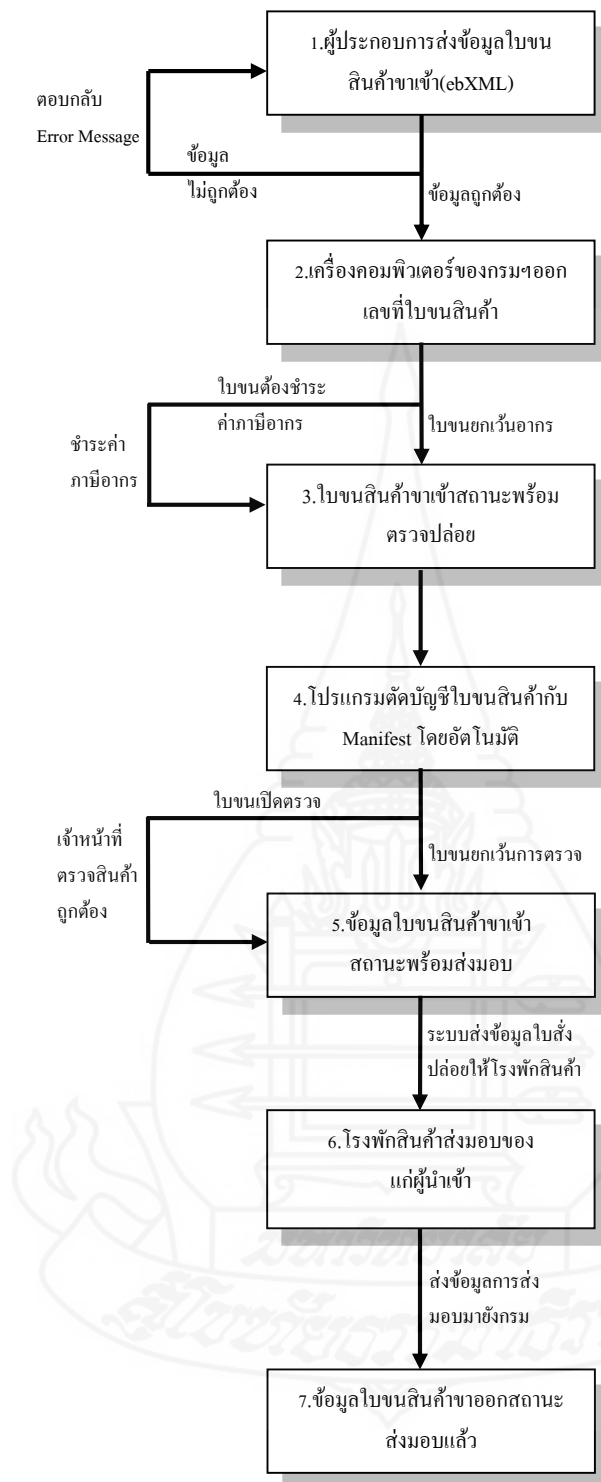 1.ผู้ประกอบการส่งข้อมูลใบขน
สินค้าขาเข้า(ebXML)
ตอบกลับ
Error Message
ข้อมูล
ไม่ถูกต้อง
ข้อมูลถูกต้อง
2.เครื่องคอมพิวเตอร์ของกรมฯออก
เลขที่ใบขนสินค้า
ใบขนต้องชำระ
ค่าภาษีอากร
ใบขนยกเว้นอากร
ชำระค่า
ภาษีอากร
3.ใบขนสินค้าขาเข้าสถานะพร้อม
ตรวจปล่อย
4.โปรแกรมตัดบัญชีใบขนสินค้ากับ
Manifest โดยอัตโนมัติ
ใบขนเปิดตรวจ
ใบขนยกเว้นการตรวจ
เจ้าหน้าที่
ตรวจสินค้า
ถูกต้อง
5.ข้อมูลใบขนสินค้าขาเข้า
สถานะพร้อมส่งมอบ
ระบบส่งข้อมูลใบสั่ง
ปล่อยให้โรงพักสินค้า
6.โรงพักสินค้าส่งมอบของ
แก่ผู้นำเข้า
ส่งข้อมูลการส่ง
มอบมายังกรม
7.ข้อมูลใบขนสินค้าขาออกสถานะ
ส่งมอบแล้ว